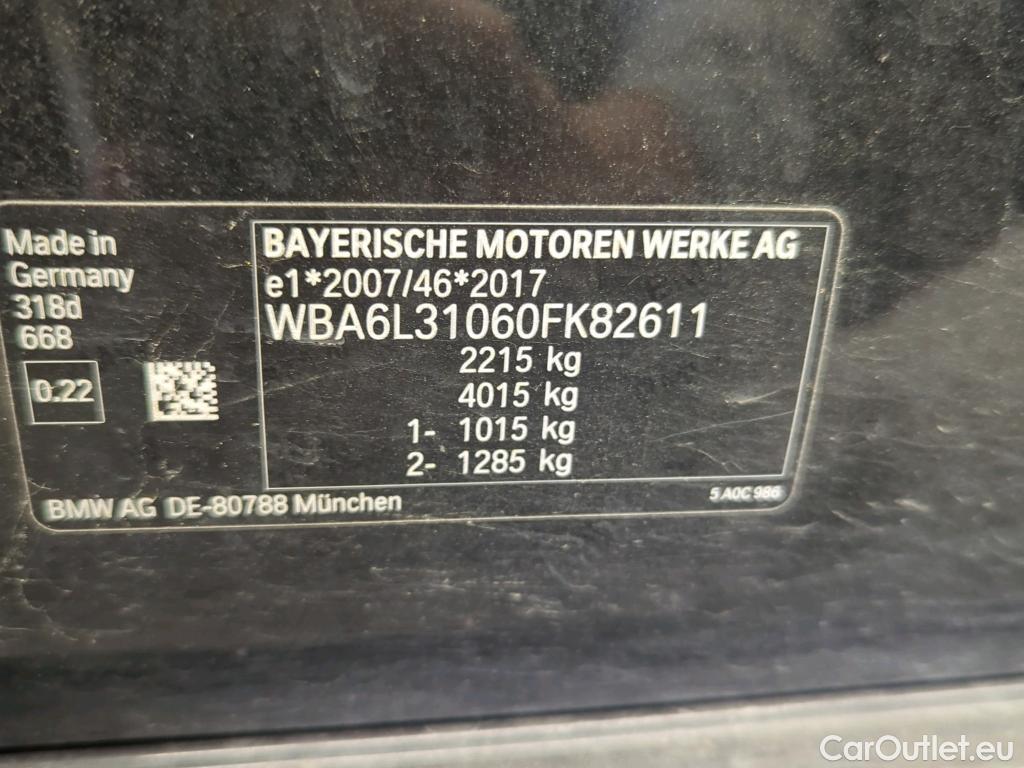 Made in
Germany
318d
668
0.22
BAYERISCHE MOTOREN WERKE AG
e1*2007/46*2017
WBA6L31060FK82611
2215 kg
4015 kg
1- 1015 kg
2- 1285 kg
BMW AG DE-80788 München
5 A0C 986
CarOutlet.eu